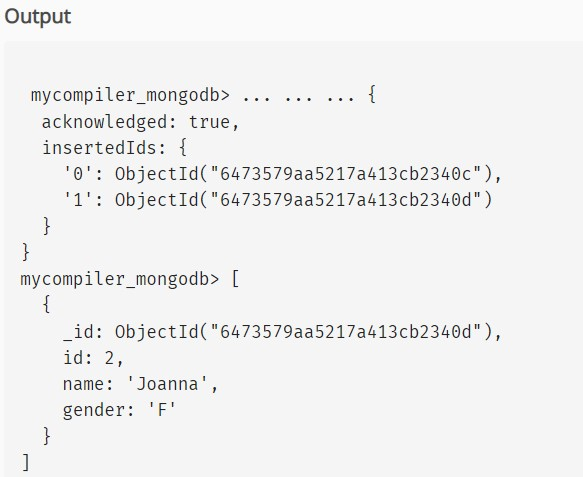 Output
mycompiler_mongodb> ... ... ... {
acknowledged: true,
insertedIds: {
'0': ObjectId("6473579aa5217a413cb2340c"),
'1': ObjectId("6473579aa5217a413cb2340d")
}
}
mycompiler_mongodb> [
{
_id: ObjectId("6473579aa5217a413cb2340d"),
id: 2,
name: 'Joanna',
gender: 'F'
}
]